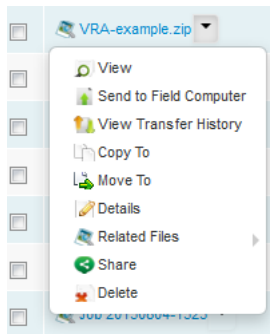 VRA-example.zip
View
Send to Field Computer
View Transfer History
Copy To
Move To
Details
Related Files
Share
Delete